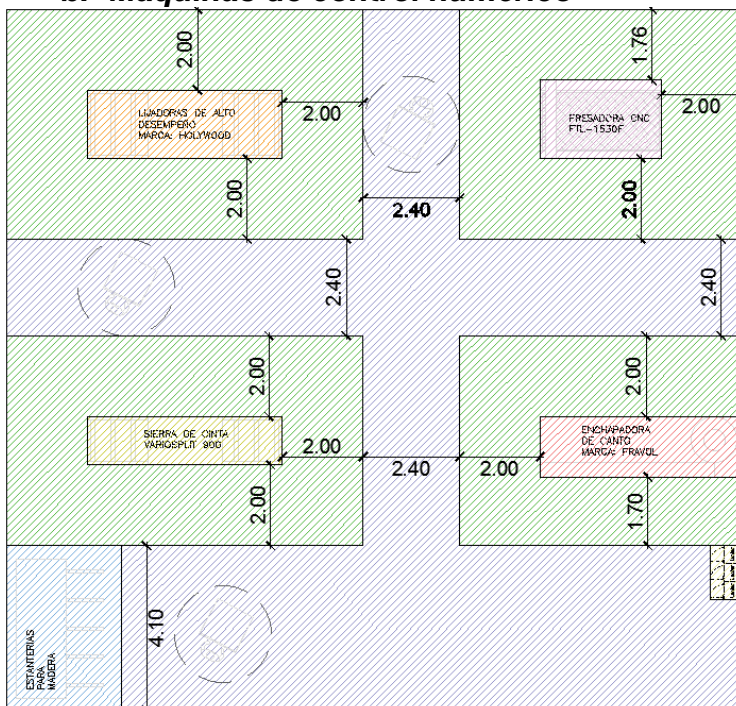 b. Máquinas de control numérico
2.00
1.76
LIJADORAS DE ALTO
DESEMPEÑO
MARCA: HOLYWOOD
2.00
FRESADORA CNC
FTL-1530F
2.00
2.00
2.00
2.40
2.40
2.40
2.00
2.00
SIERRA DE CINTA
VARIOSPLIT 900
2.00
2.40
2.00
ENCHAPADORA
DE CANTO
MARCA: FRAVOL
2.00
1.70
4.10
ESTANTERIAS
PARA
MADERA